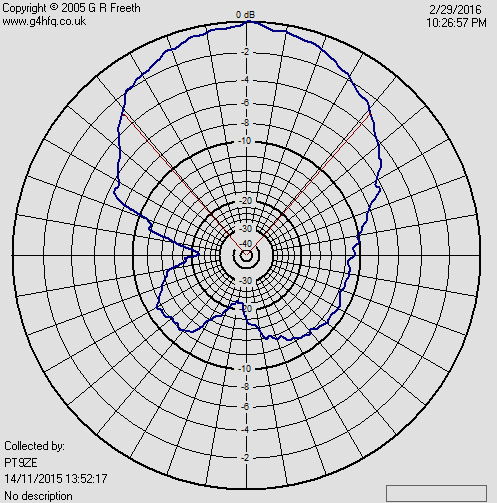 Copyright © 2005 G R Freeth
www.g4hfq.co.uk
0 dB
2/29/2016
10:26:57 PM
-2
-4
-6
-8
-10
-20
-30
-40
-30
-20
-10
-8
-6
-4
-2
Collected by:
PT9ZE
14/11/2015 13:52:17
No description